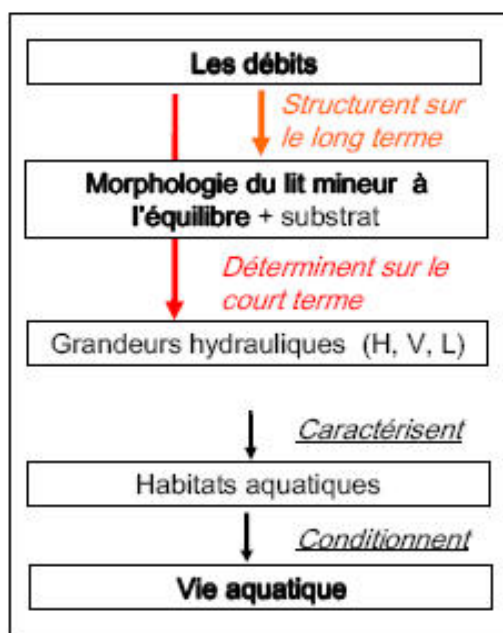 Les débits
Structurent sur
le long terme
Morphologie du lit mineur à
l'équilibre + substrat
Déterminent sur le
court terme
Grandeurs hydrauliques (H, V, L)
Caractérisent
Habitats aquatiques
Conditionnent
Vie aquatique